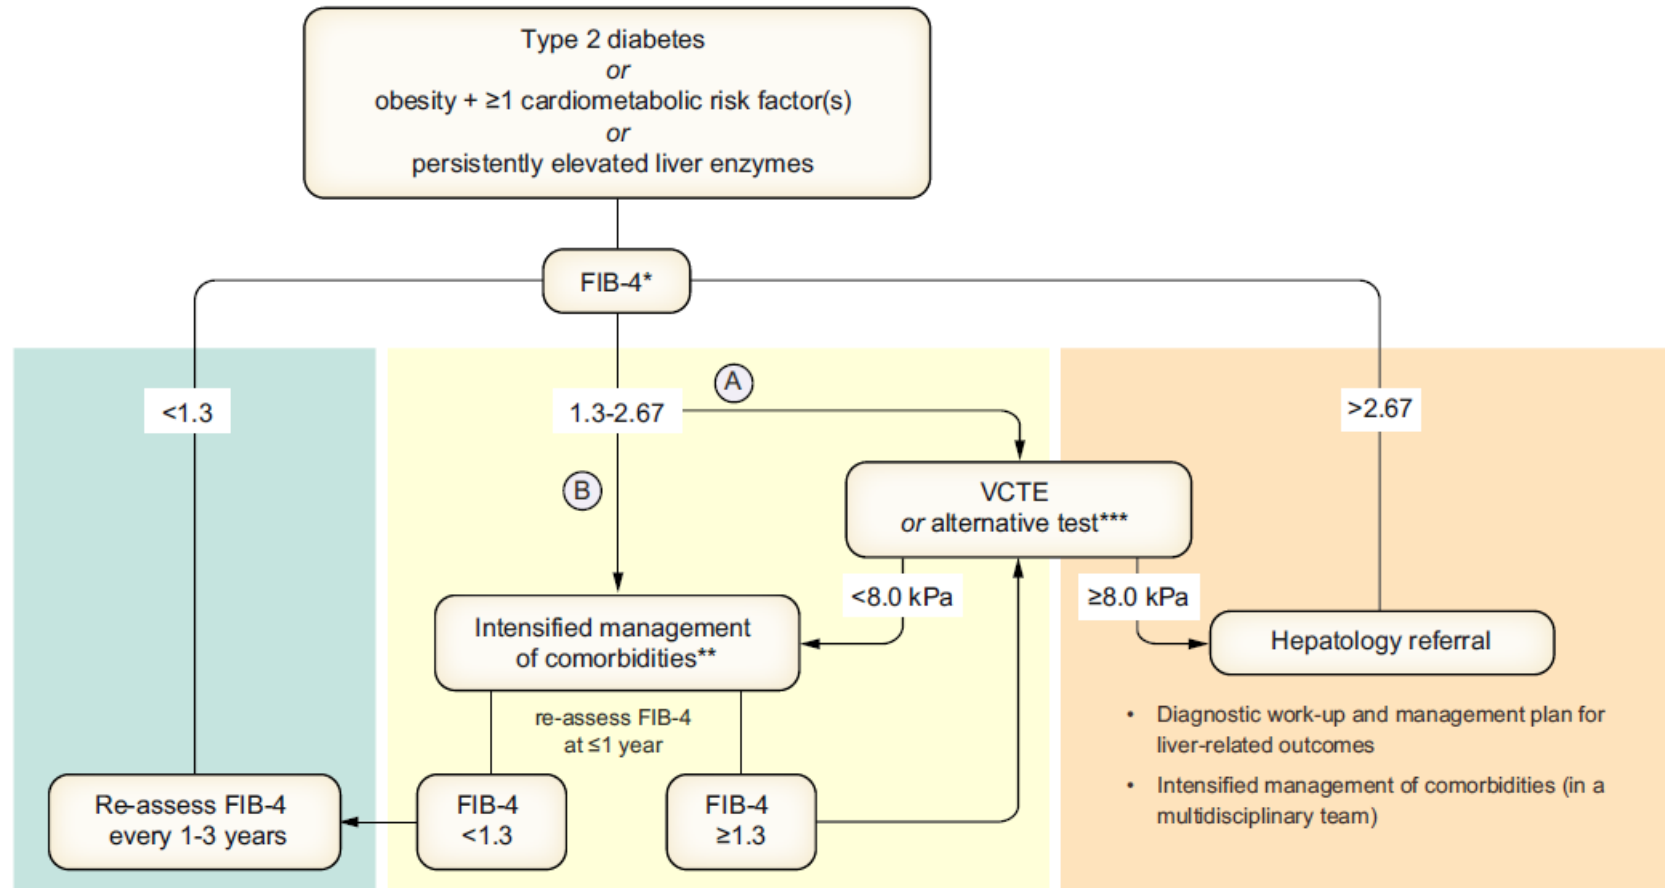 Type 2 diabetes
or
obesity + ≥1 cardiometabolic risk factor(s)
or
persistently elevated liver enzymes
FIB-4*
<1.3
1.3-2.67
A
>2.67
B
VCTE
or alternative test***
<8.0 kPa
≥8.0 kPa
Intensified management
of comorbidities**
Hepatology referral
re-assess FIB-4
at ≤1 year
• Diagnostic work-up and management plan for
liver-related outcomes
• Intensified management of comorbidities (in a
multidisciplinary team)
Re-assess FIB-4
every 1-3 years
FIB-4
<1.3
FIB-4
≥1.3